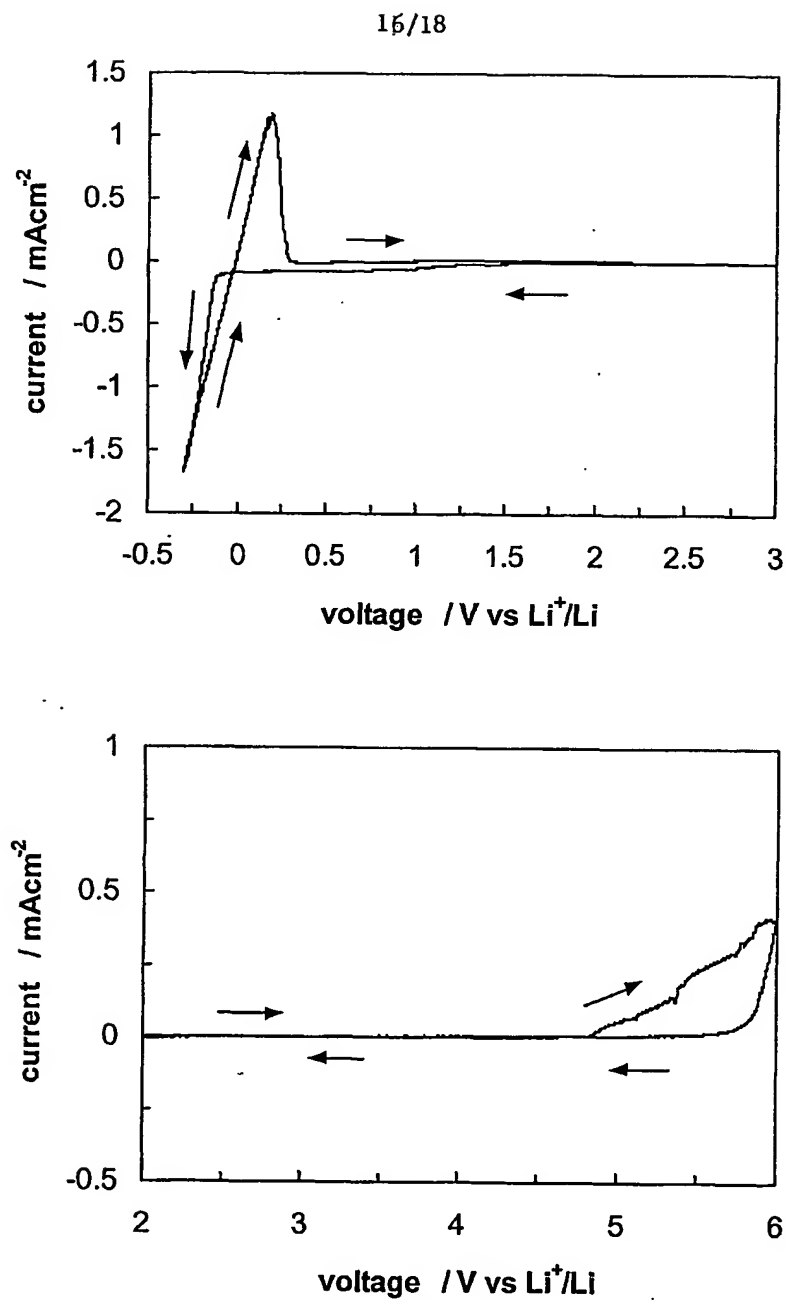 16/18
1.5
1
0.5
0
-0.5
-1
-1.5
-2
current / mAcm⁻²
-0.5 0 0.5 1 1.5 2 2.5 3
voltage / V vs Li⁺/Li
1
0.5
0
-0.5
current / mAcm⁻²
2 3 4 5 6
voltage / V vs Li⁺/Li